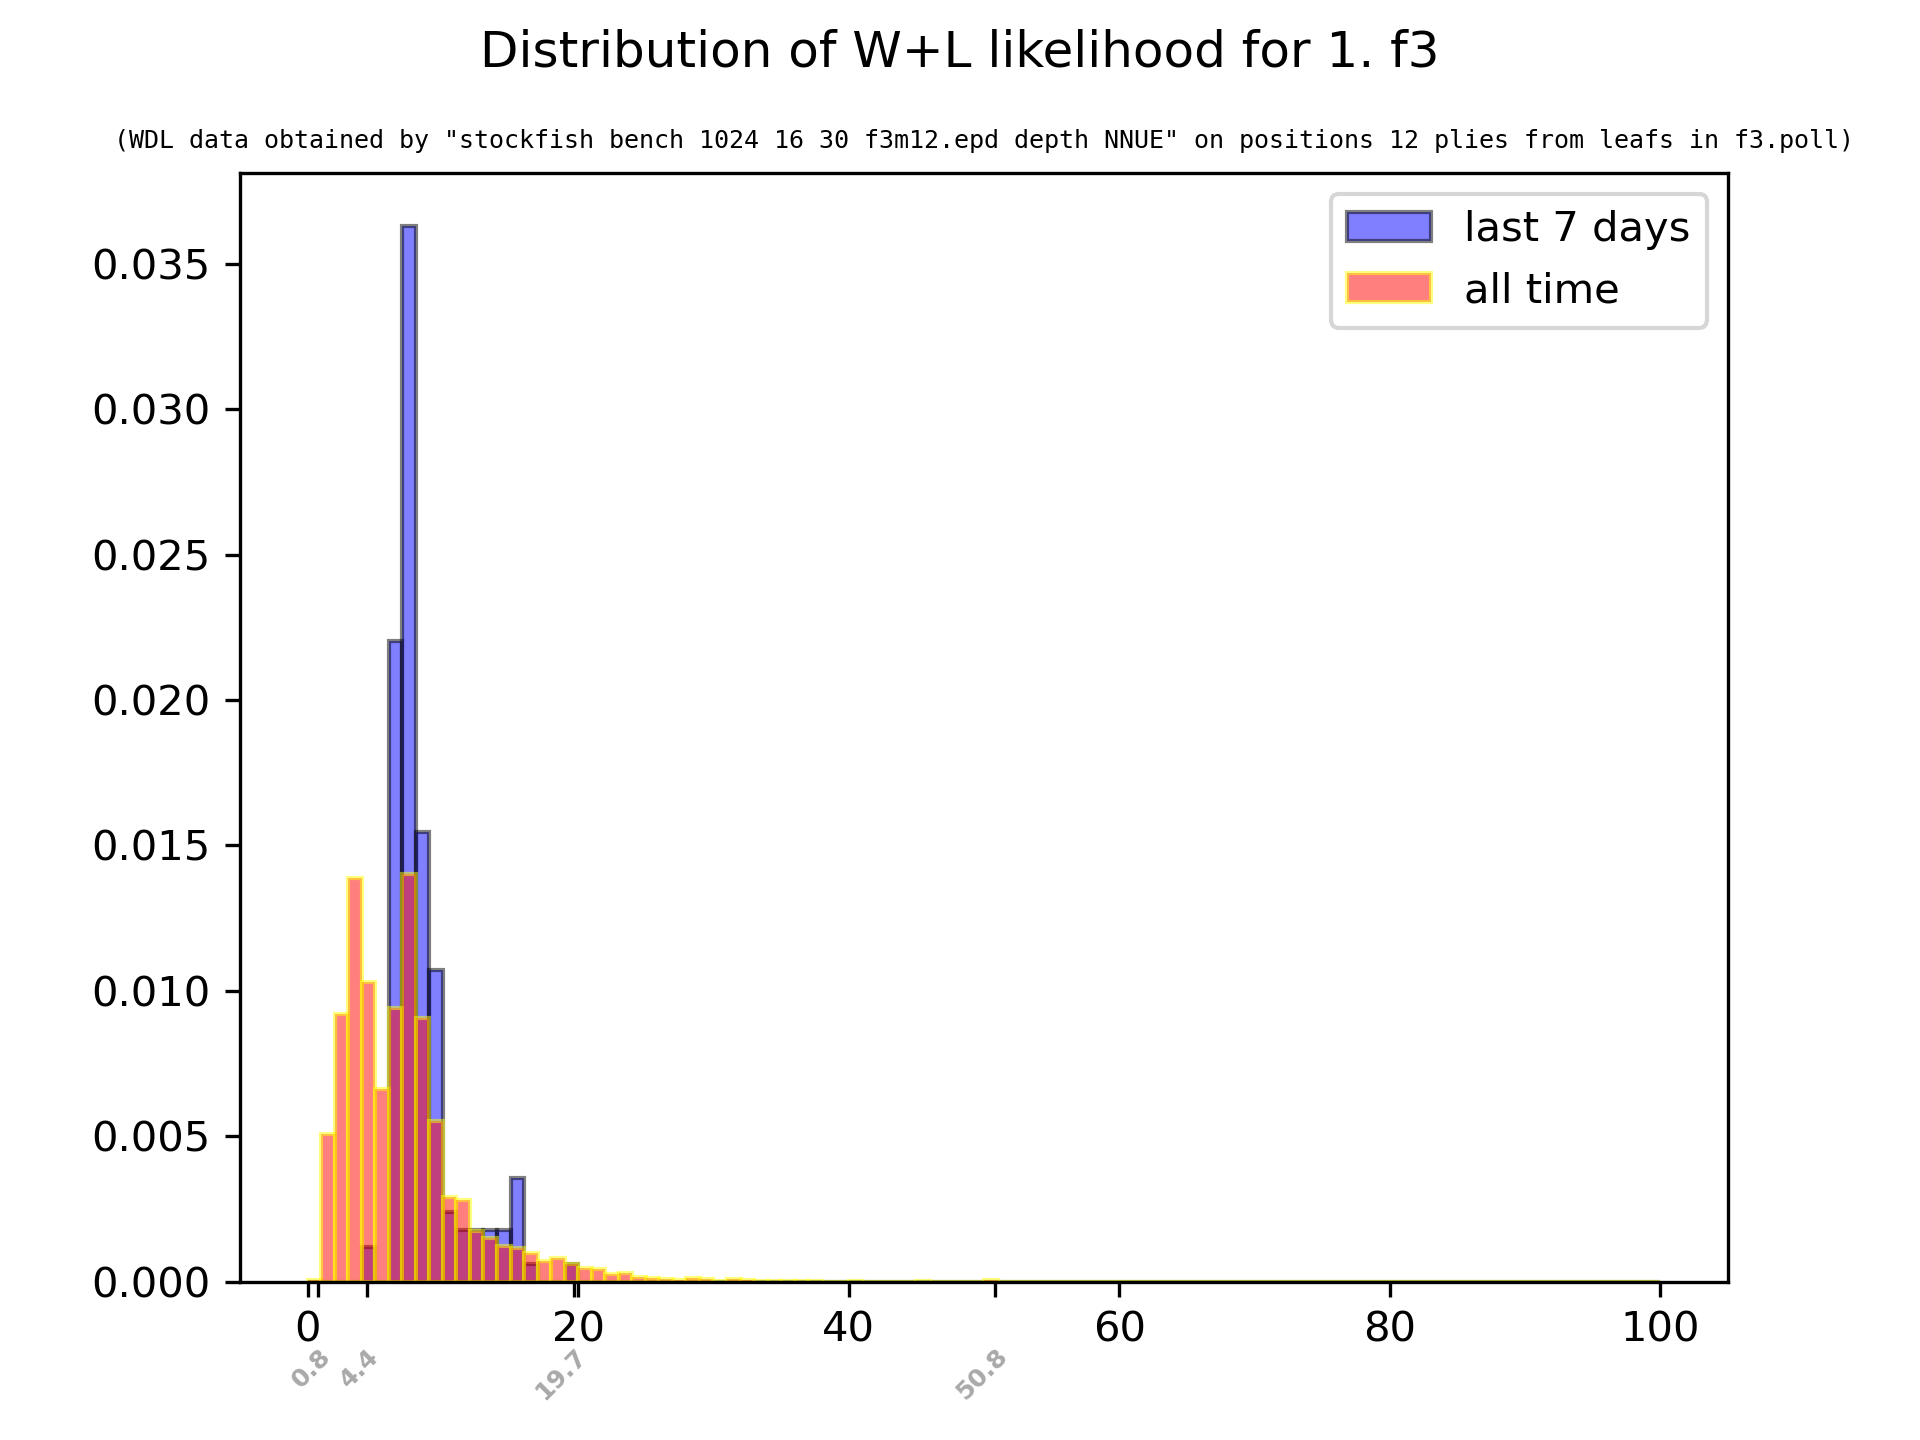 Distribution of W+L likelihood for 1. f3
(WDL data obtained by "stockfish bench 1024 16 30 f3m12.epd depth NNUE" on positions 12 plies from leafs in f3.poll)
last 7 days
all time
0.035
0.030
0.025
0.020
0.015
0.010
0.005
0.000
0 20 40 60 80 100
0.8 4.4 19.7 50.8